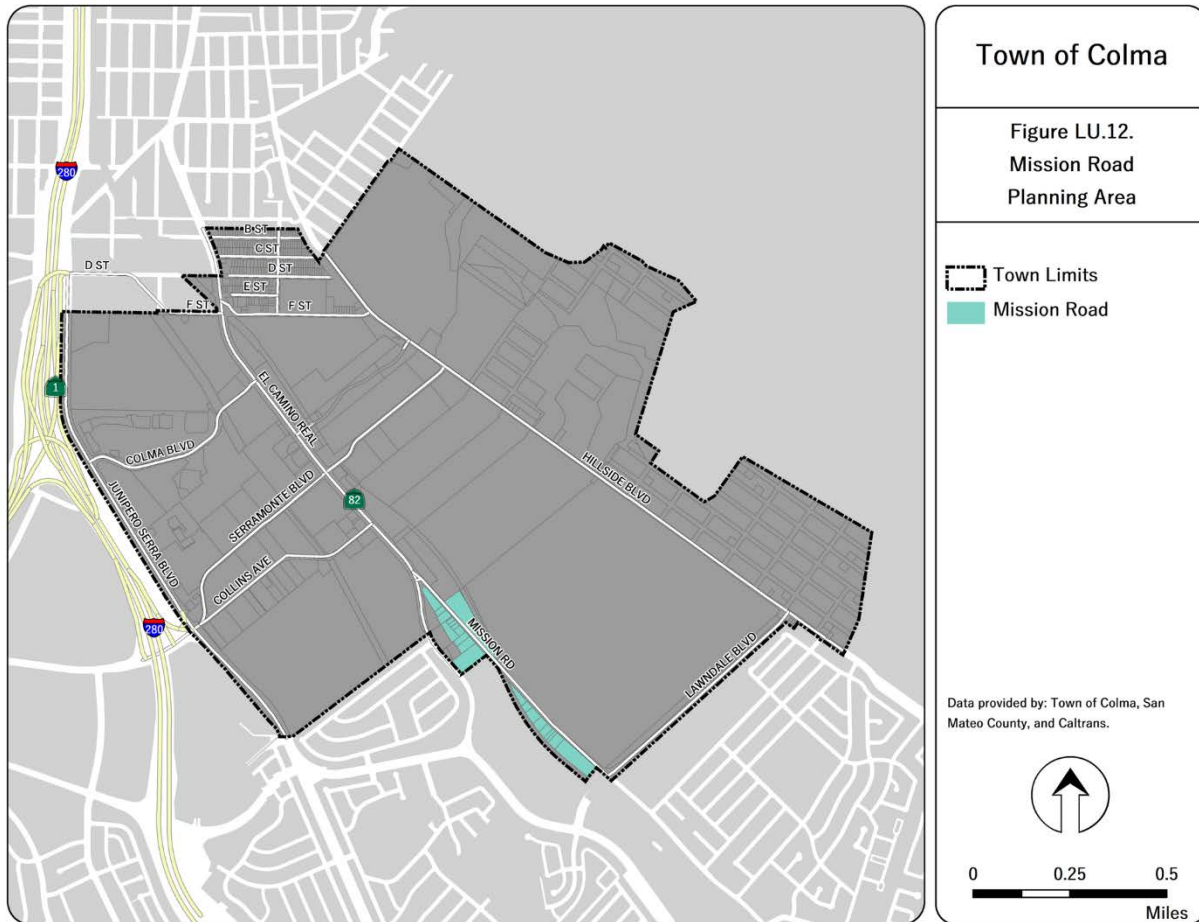 Town of Colma
Figure LU.12.
Mission Road
Planning Area
Town Limits
Mission Road
Data provided by: Town of Colma, San
Mateo County, and Caltrans.
0 0.25 0.5
Miles
280
B ST
C ST
D ST
D ST
E ST
F ST
F ST
1
EL CAMINO REAL
COLMA BLVD
HILLSIDE BLVD
JUNIPERO SERRA BLVD
SERRAMONTE BLVD
82
COLLINS AVE
280
MISSION RD
LAWNDALE BLVD